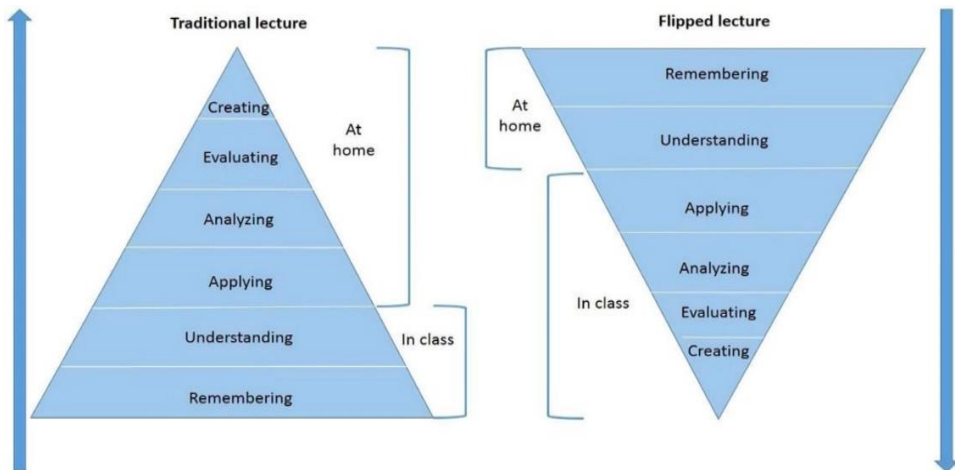 Traditional lecture
Creating
Evaluating
Analyzing
Applying
Understanding
Remembering
At
home
In class
Flipped lecture
Remembering
Understanding
Applying
Analyzing
Evaluating
Creating
At
home
In class